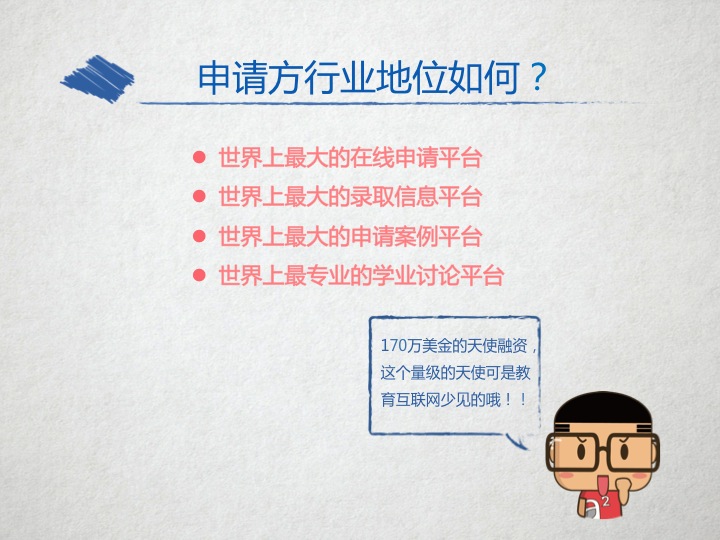 申请方行业地位如何？
世界上最大的在线申请平台
世界上最大的录取信息平台
世界上最大的申请案例平台
世界上最专业的学业讨论平台
170万美金的天使融资，
这个量级的天使可是教
育互联网少见的哦！！
a2